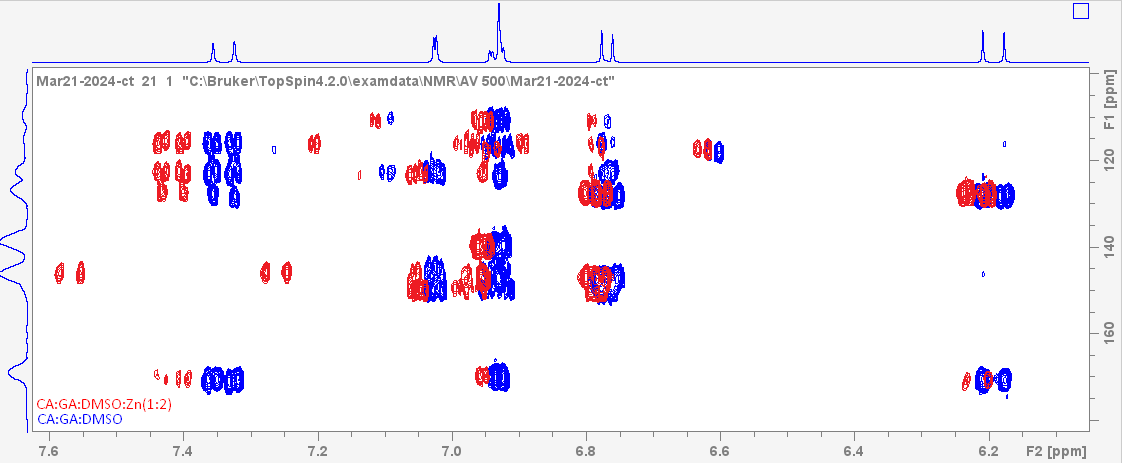 Mar21-2024-ct 21 1 "C:\Bruker\TopSpin4.2.0\examdata\NMR\AV 500\Mar21-2024-ct"
F1 [ppm]
120
140
160
CA:GA:DMSO:Zn(1:2)
CA:GA:DMSO
7.6 7.4 7.2 7.0 6.8 6.6 6.4 6.2 F2 [ppm]